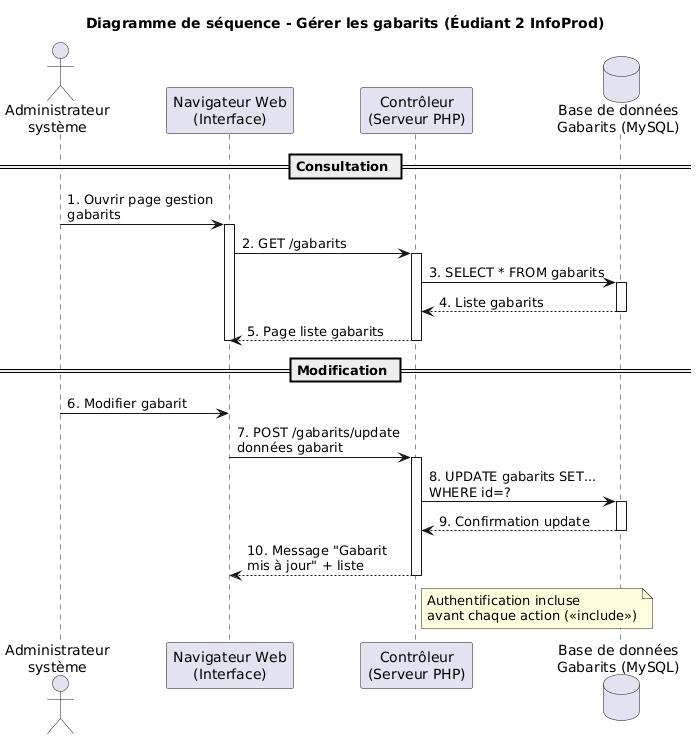 Diagramme de séquence - Gérer les gabarits (Éudiant 2 InfoProd)
Administrateur
système
Navigateur Web
(Interface)
Contrôleur
(Serveur PHP)
Base de données
Gabarits (MySQL)
Consultation
1. Ouvrir page gestion
gabarits
2. GET /gabarits
3. SELECT * FROM gabarits
4. Liste gabarits
5. Page liste gabarits
Modification
6. Modifier gabarit
7. POST /gabarits/update
données gabarit
8. UPDATE gabarits SET...
WHERE id=?
9. Confirmation update
10. Message "Gabarit
mis à jour" + liste
Authentification incluse
avant chaque action («include»)
Administrateur
système
Navigateur Web
(Interface)
Contrôleur
(Serveur PHP)
Base de données
Gabarits (MySQL)